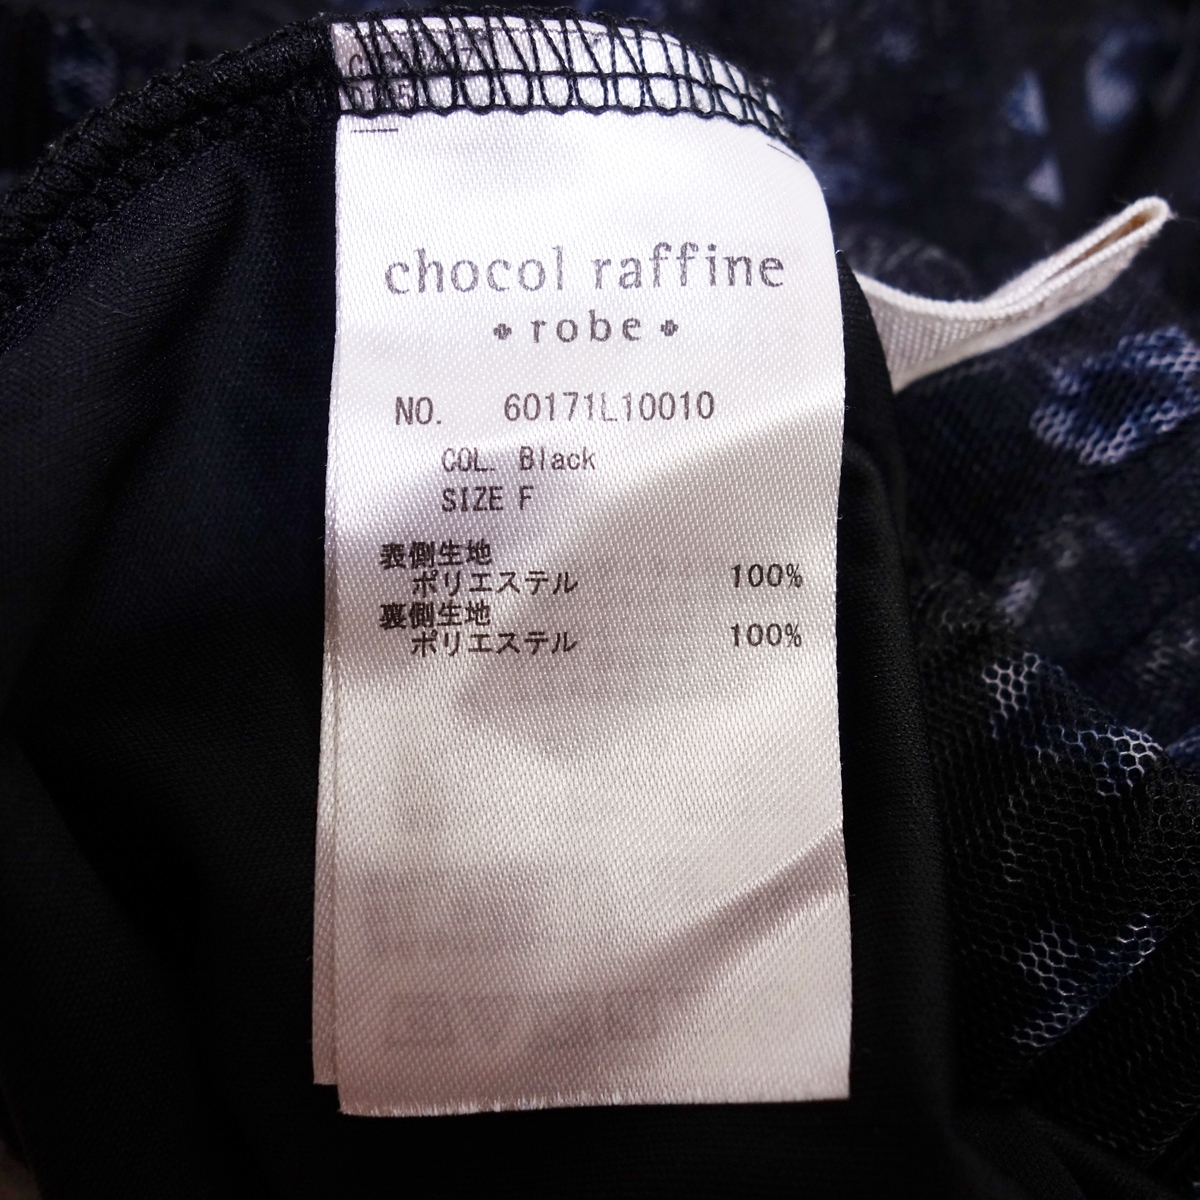 chocol raffine
robe
NO. 60171L10010
COL. Black
SIZE F
表側生地
ポリエステル 100%
裏側生地
ポリエステル 100%